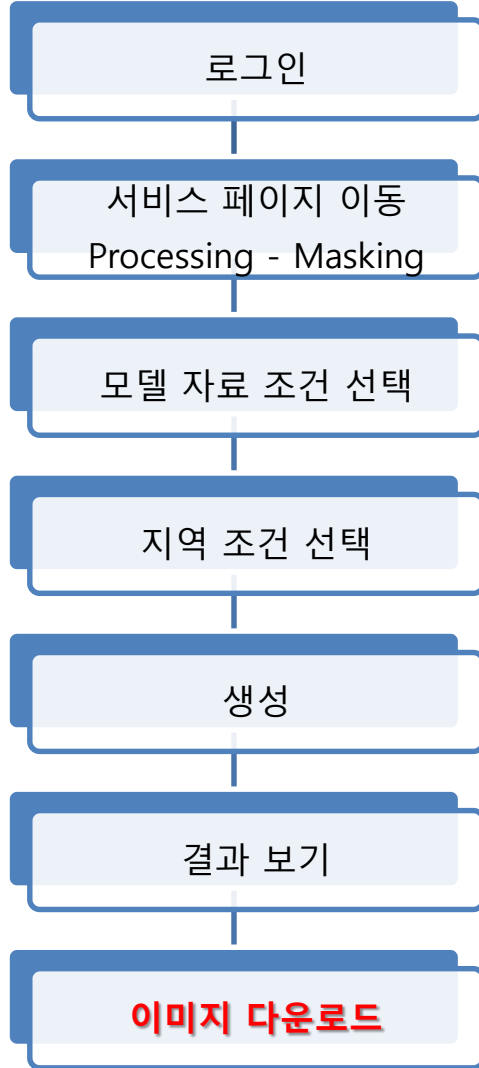 로그인
서비스 페이지 이동
Processing - Masking
모델 자료 조건 선택
지역 조건 선택
생성
결과 보기
이미지 다운로드